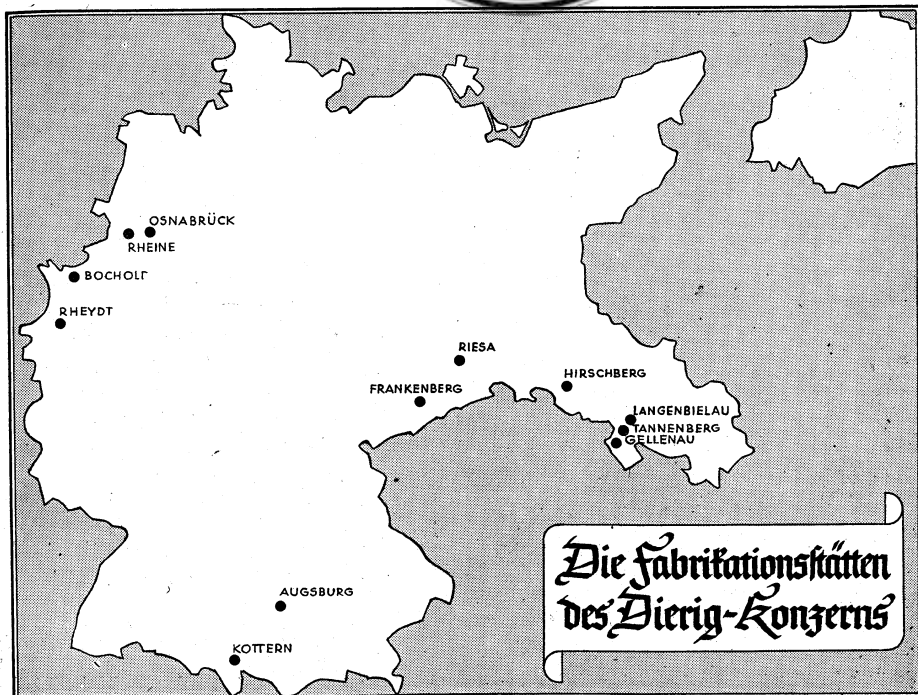 OSNABRÜCK
RHEINE
BOCHOLT
RHEYDT
RIESA
FRANKENBERG
HIRSCHBERG
LANGENBIELAU
TANNENBERG
GELLENAU
AUGSBURG
KOTTERN
Die Fabrikationsſtätten
des Dierig-Konzerns